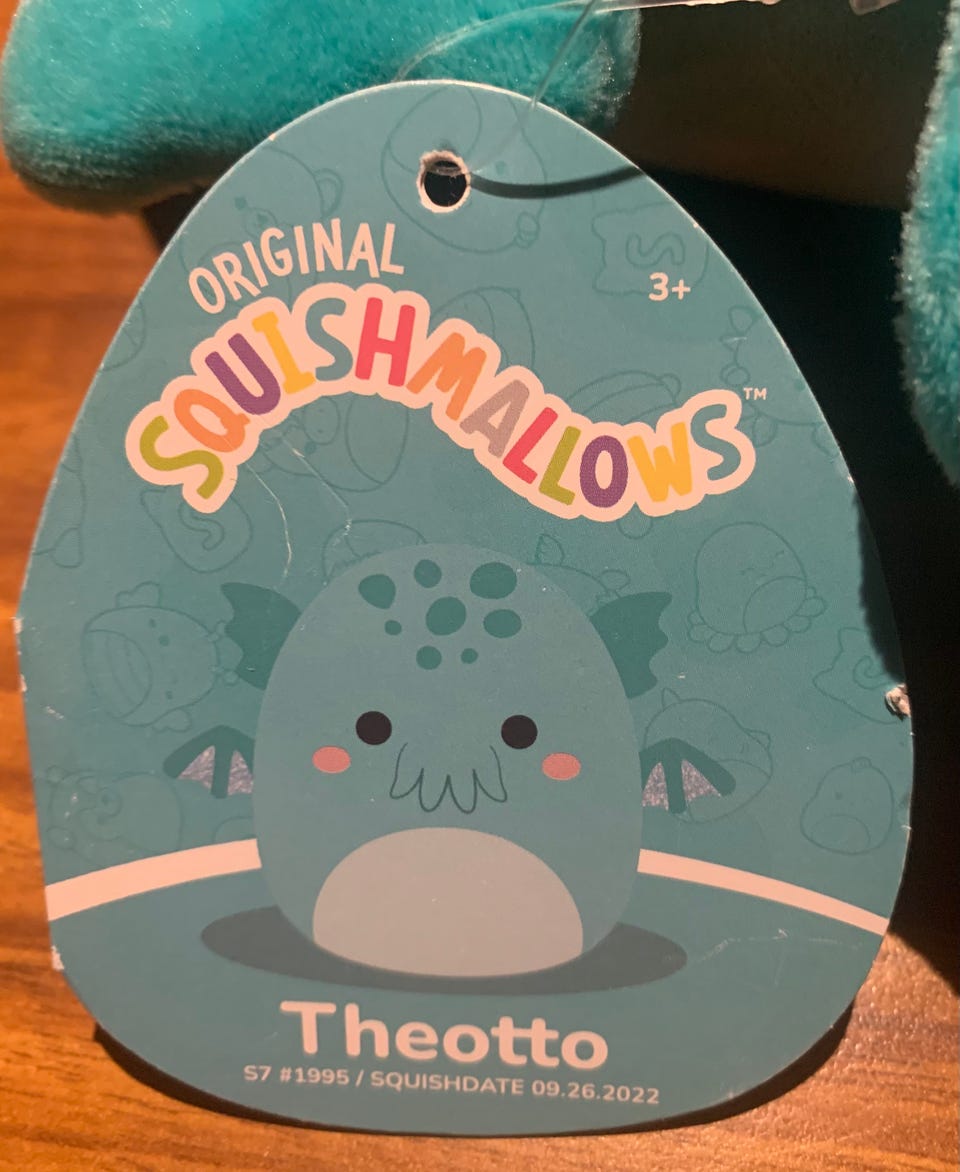 ORIGINAL
3+
SQUISHMALLOWS™
Theotto
S7 #1995 / SQUISHDATE 09.26.2022